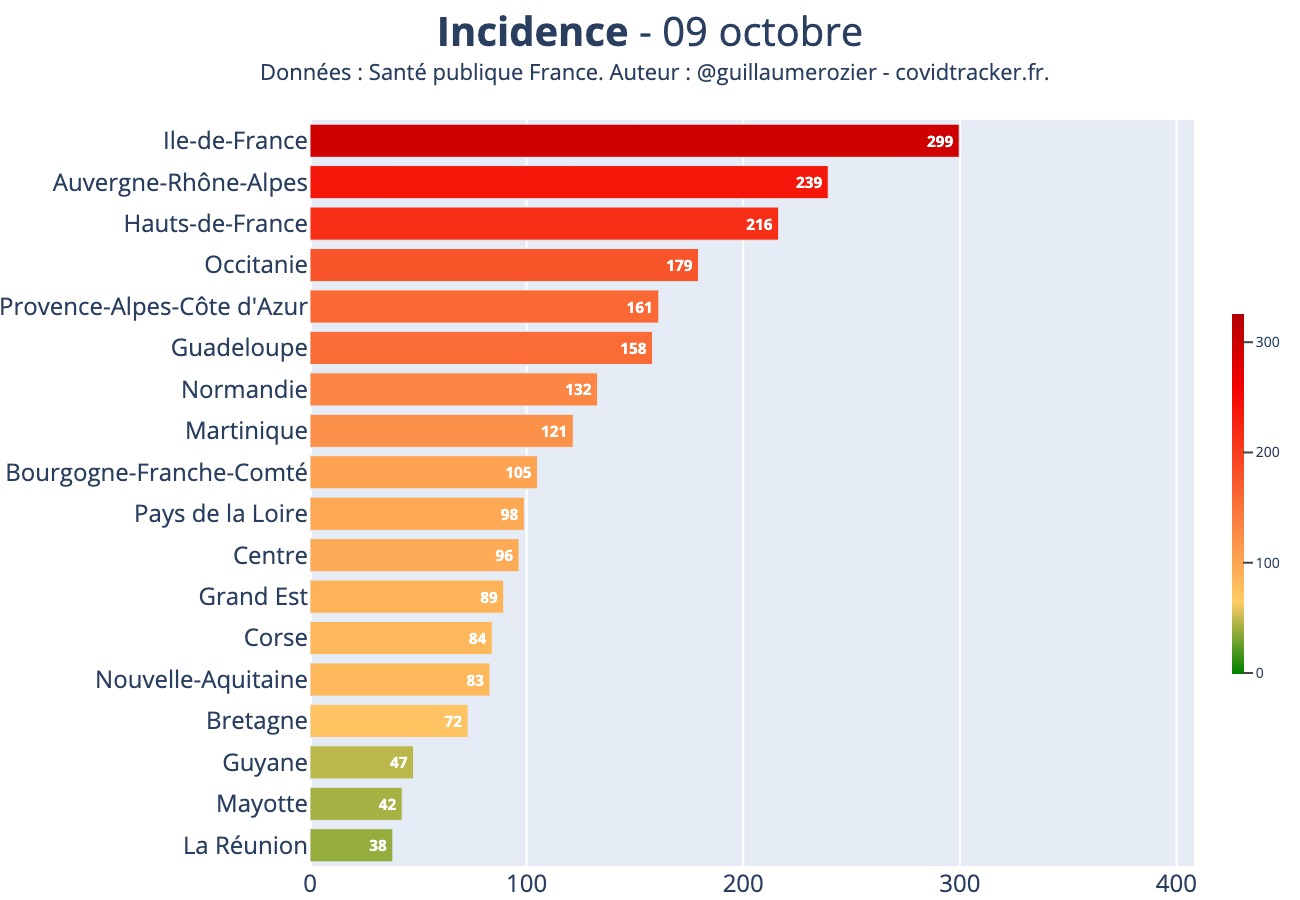 Incidence - 09 octobre
Données : Santé publique France. Auteur : @guillaumerozier - covidtracker.fr.
Ile-de-France 299
Auvergne-Rhône-Alpes 239
Hauts-de-France 216
Occitanie 179
Provence-Alpes-Côte d'Azur 161
Guadeloupe 158
Normandie 132
Martinique 121
Bourgogne-Franche-Comté 105
Pays de la Loire 98
Centre 96
Grand Est 89
Corse 84
Nouvelle-Aquitaine 83
Bretagne 72
Guyane 47
Mayotte 42
La Réunion 38
0 100 200 300 400
300
200
100
0